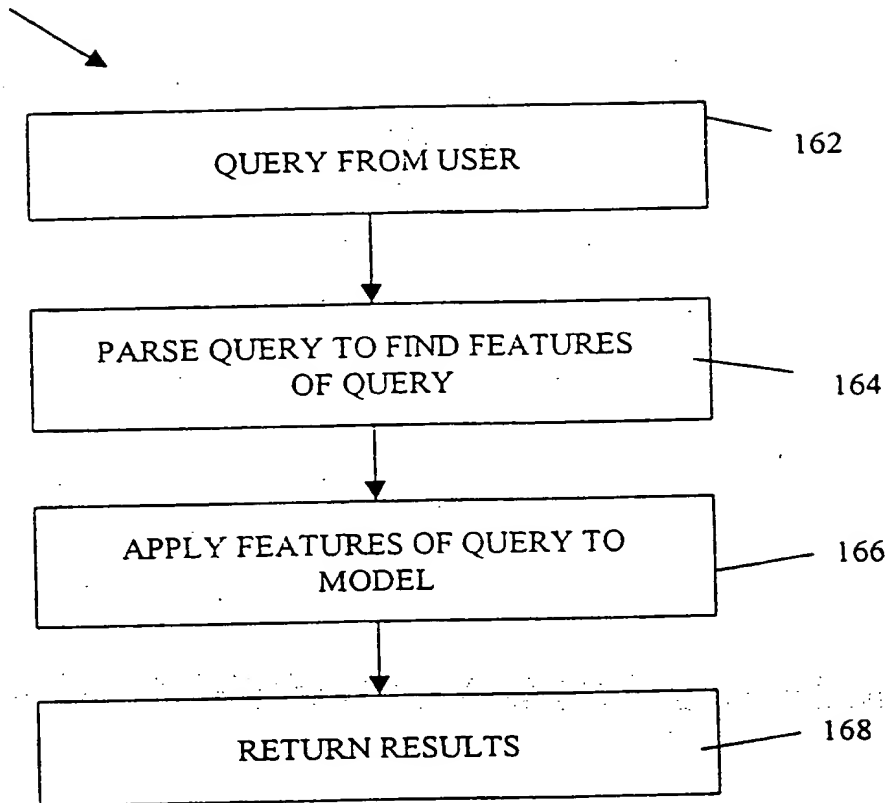 QUERY FROM USER
162
PARSE QUERY TO FIND FEATURES
OF QUERY
164
APPLY FEATURES OF QUERY TO
MODEL
166
RETURN RESULTS
168